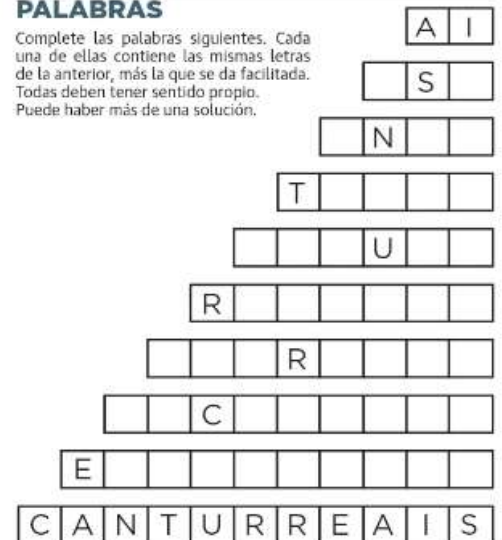 PALABRAS
Complete las palabras siguientes. Cada
una de ellas contiene las mismas letras
de la anterior, más la que se da facilitada.
Todas deben tener sentido propio.
Puede haber más de una solución.
A I
S
N
T
U
R
R
C
E
C A N T U R R E A I S